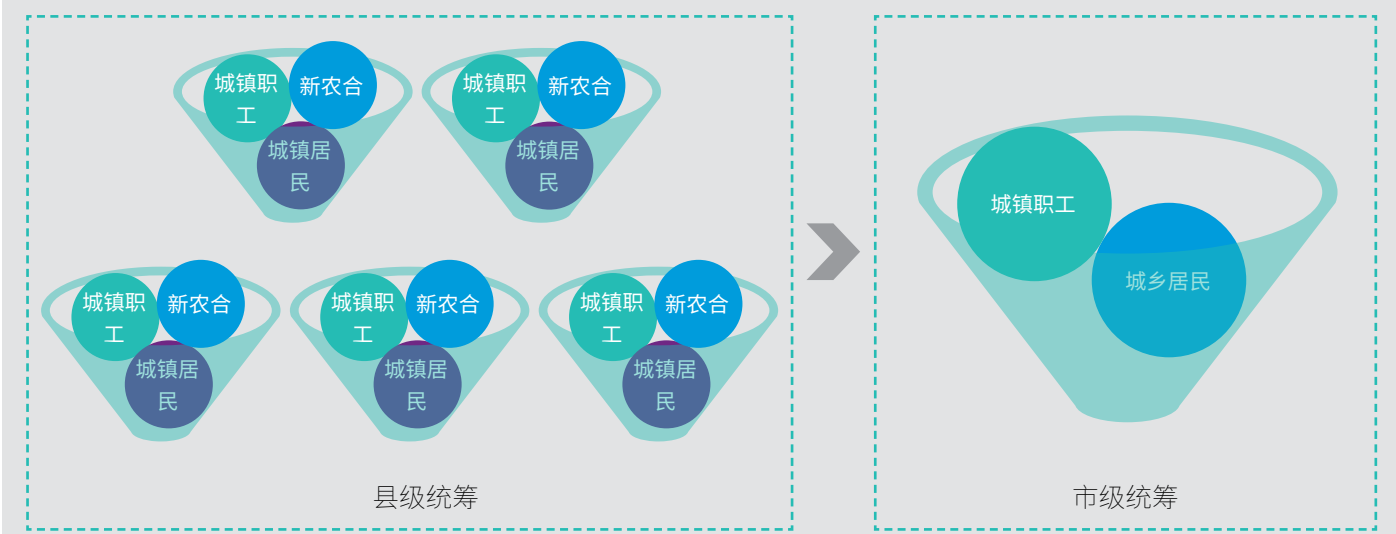 城镇职
工
新农合
城镇居
民
城镇职
工
新农合
城镇居
民
城镇职
工
新农合
城镇居
民
城镇职
工
新农合
城镇居
民
城镇职
工
新农合
城镇居
民
县级统筹
城镇职工
城乡居民
市级统筹